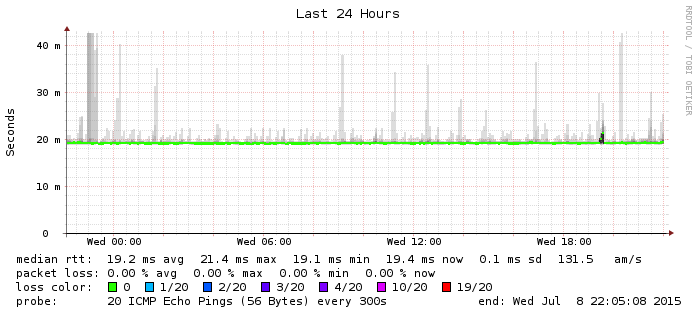 Last 24 Hours
RRDTOOL / TOBI OETIKER
Seconds
40 m
30 m
20 m
10 m
0
Wed 00:00 Wed 06:00 Wed 12:00 Wed 18:00
median rtt: 19.2 ms avg 21.4 ms max 19.1 ms min 19.4 ms now 0.1 ms sd 131.5 am/s
packet loss: 0.00 % avg 0.00 % max 0.00 % min 0.00 % now
loss color: 0 1/20 2/20 3/20 4/20 10/20 19/20
probe: 20 ICMP Echo Pings (56 Bytes) every 300s end: Wed Jul 8 22:05:08 2015